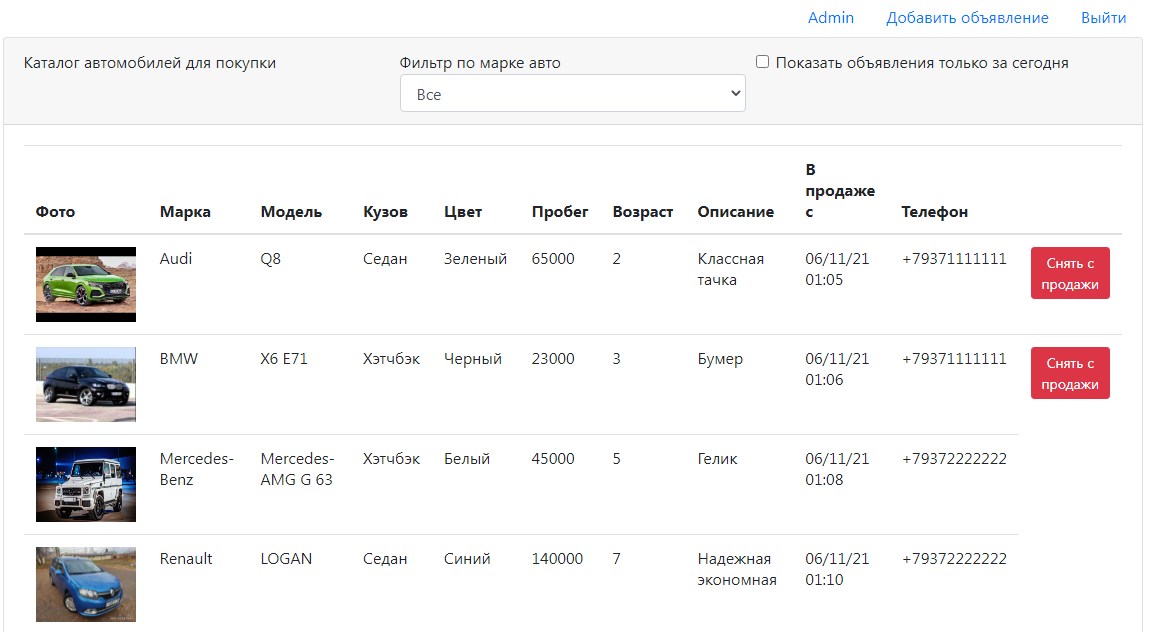 Admin Добавить объявление Выйти
Каталог автомобилей для покупки Фильтр по марке авто Показать объявления только за сегодня
Все
В
продаже
Фото Марка Модель Кузов Цвет Пробег Возраст Описание с Телефон
Audi Q8 Седан Зеленый 65000 2 Классная 06/11/21 +79371111111 Снять с
тачка 01:05 продажи
BMW X6 E71 Хэтчбэк Черный 23000 3 Бумер 06/11/21 +79371111111 Снять с
01:06 продажи
Mercedes- Mercedes- Хэтчбэк Белый 45000 5 Гелик 06/11/21 +79372222222
Benz AMG G 63 01:08
Renault LOGAN Седан Синий 140000 7 Надежная 06/11/21 +79372222222
экономная 01:10